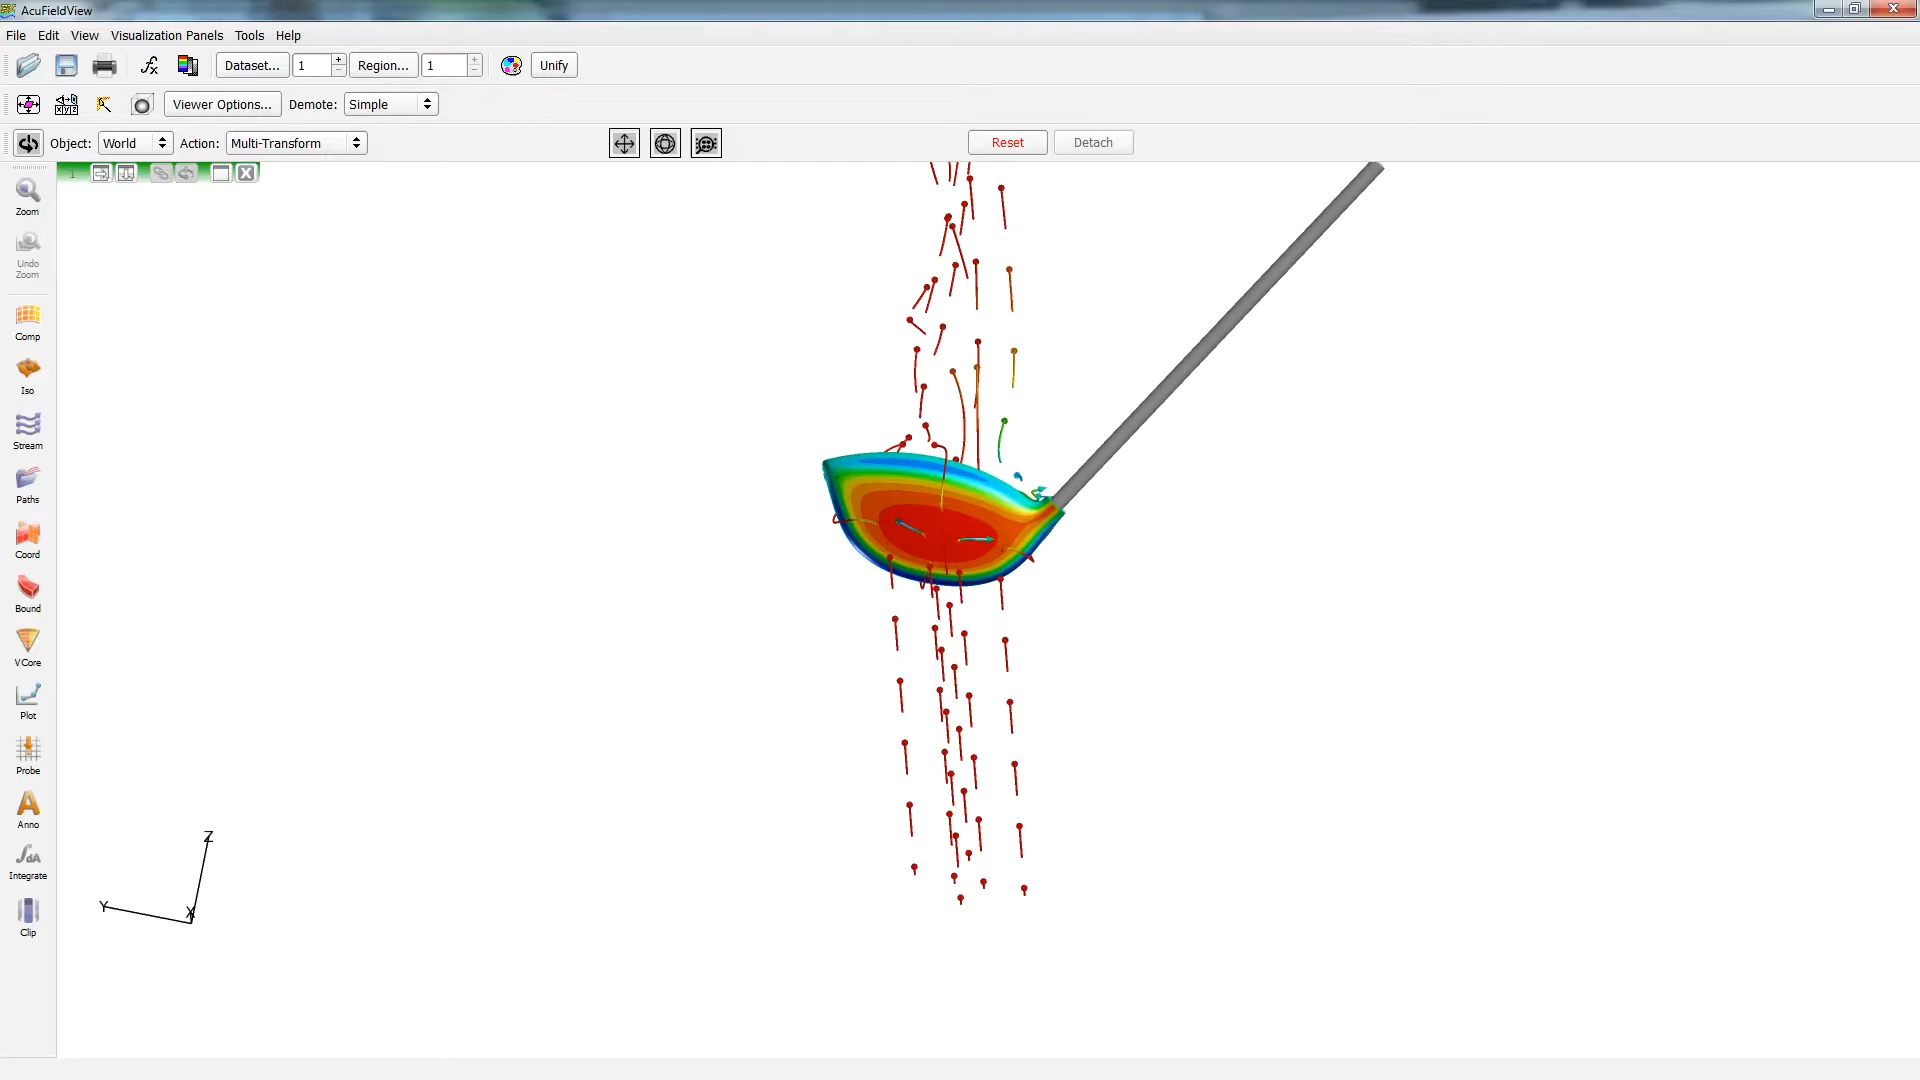 AcuFieldView
File Edit View Visualization Panels Tools Help
Dataset... 1 Region... 1 Unify
Viewer Options... Demote: Simple
Object: World Action: Multi-Transform Reset Detach
1
Zoom
Undo
Zoom
Comp
Iso
Stream
Paths
Coord
Bound
VCore
Plot
Probe
Anno
Integrate
Clip
Z
Y
X